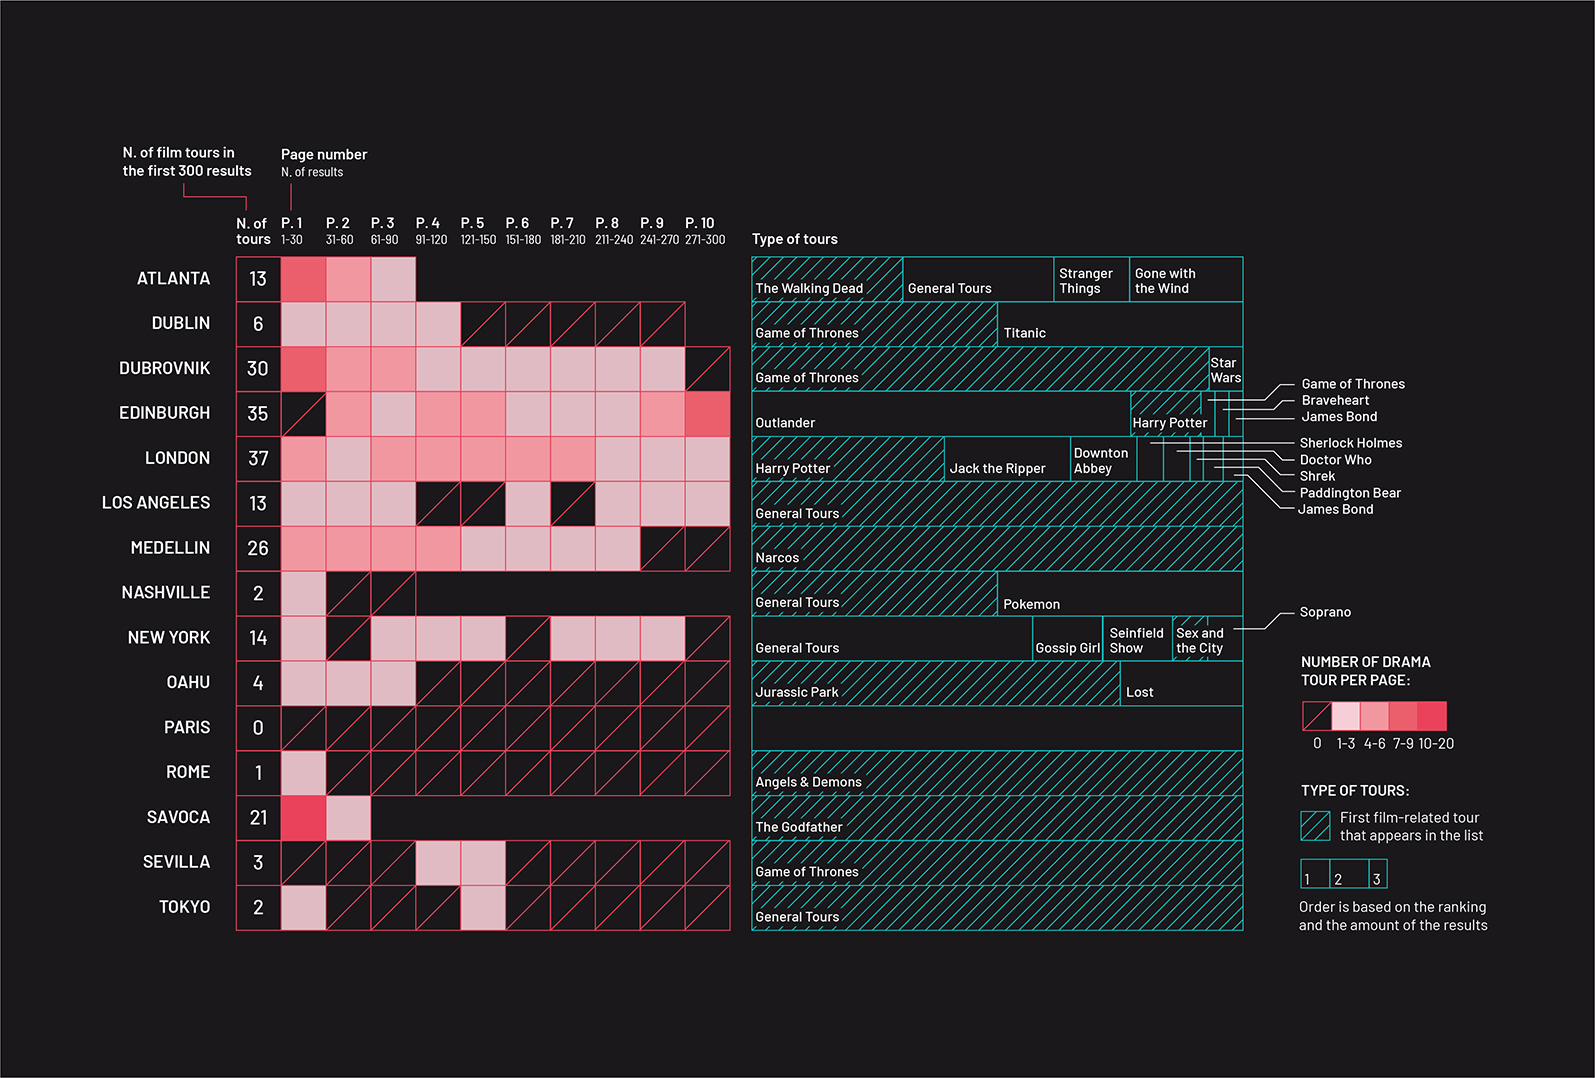 N. of film tours in
the first 300 results
Page number
N. of results
N. of
tours
P. 1
1-30
P. 2
31-60
P. 3
61-90
P. 4
91-120
P. 5
121-150
P. 6
151-180
P. 7
181-210
P. 8
211-240
P. 9
241-270
P. 10
271-300
Type of tours
ATLANTA
13
The Walking Dead
General Tours
Stranger
Things
Gone with
the Wind
DUBLIN
6
Game of Thrones
Titanic
DUBROVNIK
30
Game of Thrones
Star
Wars
EDINBURGH
35
Outlander
Harry Potter
Game of Thrones
Braveheart
James Bond
LONDON
37
Harry Potter
Jack the Ripper
Downton
Abbey
Sherlock Holmes
Doctor Who
Shrek
Paddington Bear
James Bond
LOS ANGELES
13
General Tours
MEDELLIN
26
Narcos
NASHVILLE
2
General Tours
Pokemon
NEW YORK
14
General Tours
Gossip Girl
Seinfield
Show
Sex and
the City
Soprano
OAHU
4
Jurassic Park
Lost
PARIS
0
ROME
1
Angels & Demons
SAVOCA
21
The Godfather
SEVILLA
3
Game of Thrones
TOKYO
2
General Tours
NUMBER OF DRAMA
TOUR PER PAGE:
0
1-3
4-6
7-9
10-20
TYPE OF TOURS:
First film-related tour
that appears in the list
1
2
3
Order is based on the ranking
and the amount of the results